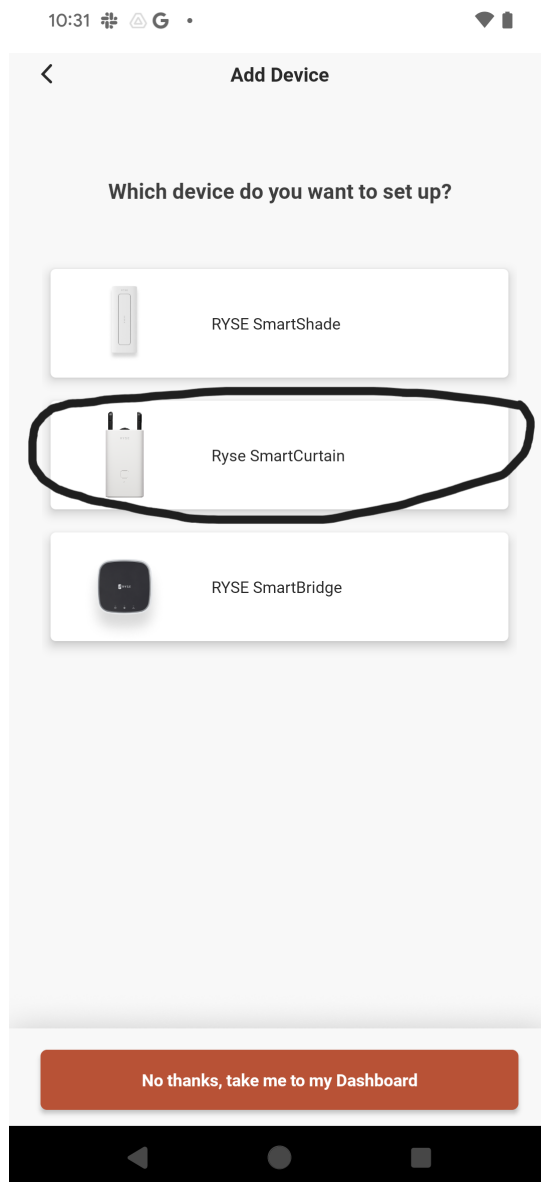 10:31
Add Device
Which device do you want to set up?
RYSE SmartShade
Ryse SmartCurtain
RYSE SmartBridge
No thanks, take me to my Dashboard